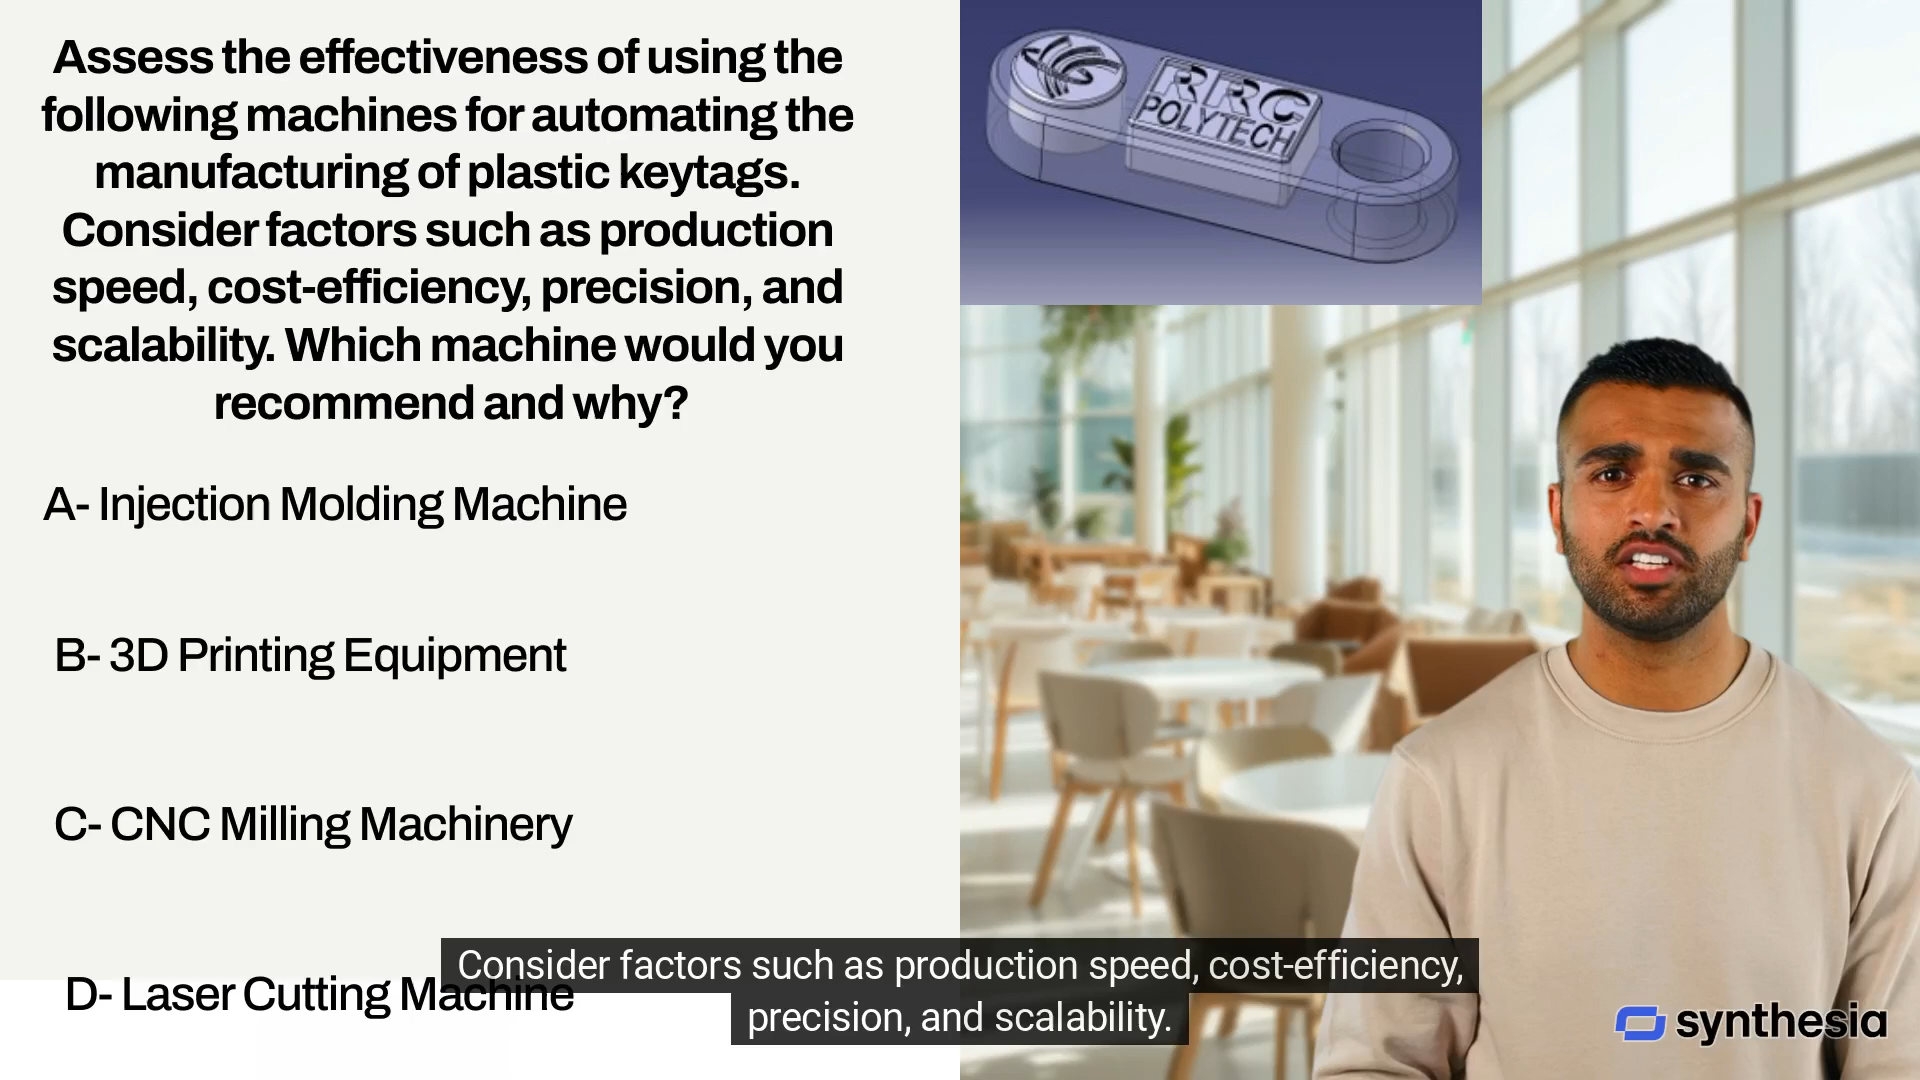 Assess the effectiveness of using the
following machines for automating the
manufacturing of plastic keytags.
Consider factors such as production
speed, cost-efficiency, precision, and
scalability. Which machine would you
recommend and why?
A- Injection Molding Machine
B- 3D Printing Equipment
C- CNC Milling Machinery
D- Laser Cutting Machine
RRC
POLYTECH
Consider factors such as production speed, cost-efficiency,
precision, and scalability.
synthesia